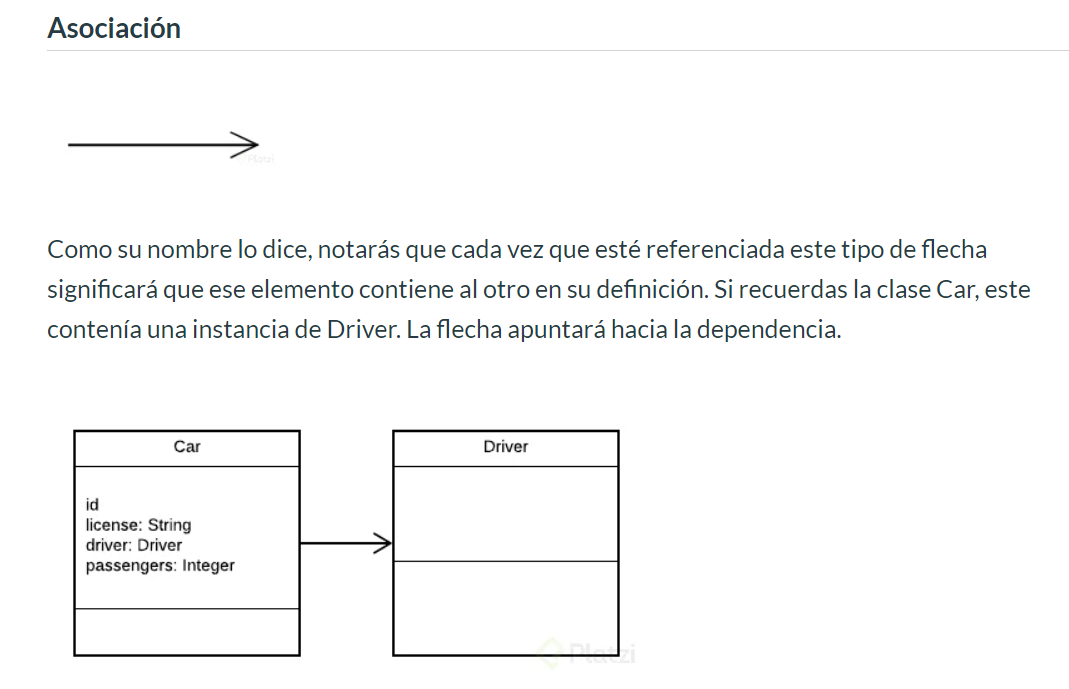 Asociación
Platzi
Como su nombre lo dice, notarás que cada vez que esté referenciada este tipo de flecha
significará que ese elemento contiene al otro en su definición. Si recuerdas la clase Car, este
contenía una instancia de Driver. La flecha apuntará hacia la dependencia.
Car
id
license: String
driver: Driver
passengers: Integer
Driver
Platzi